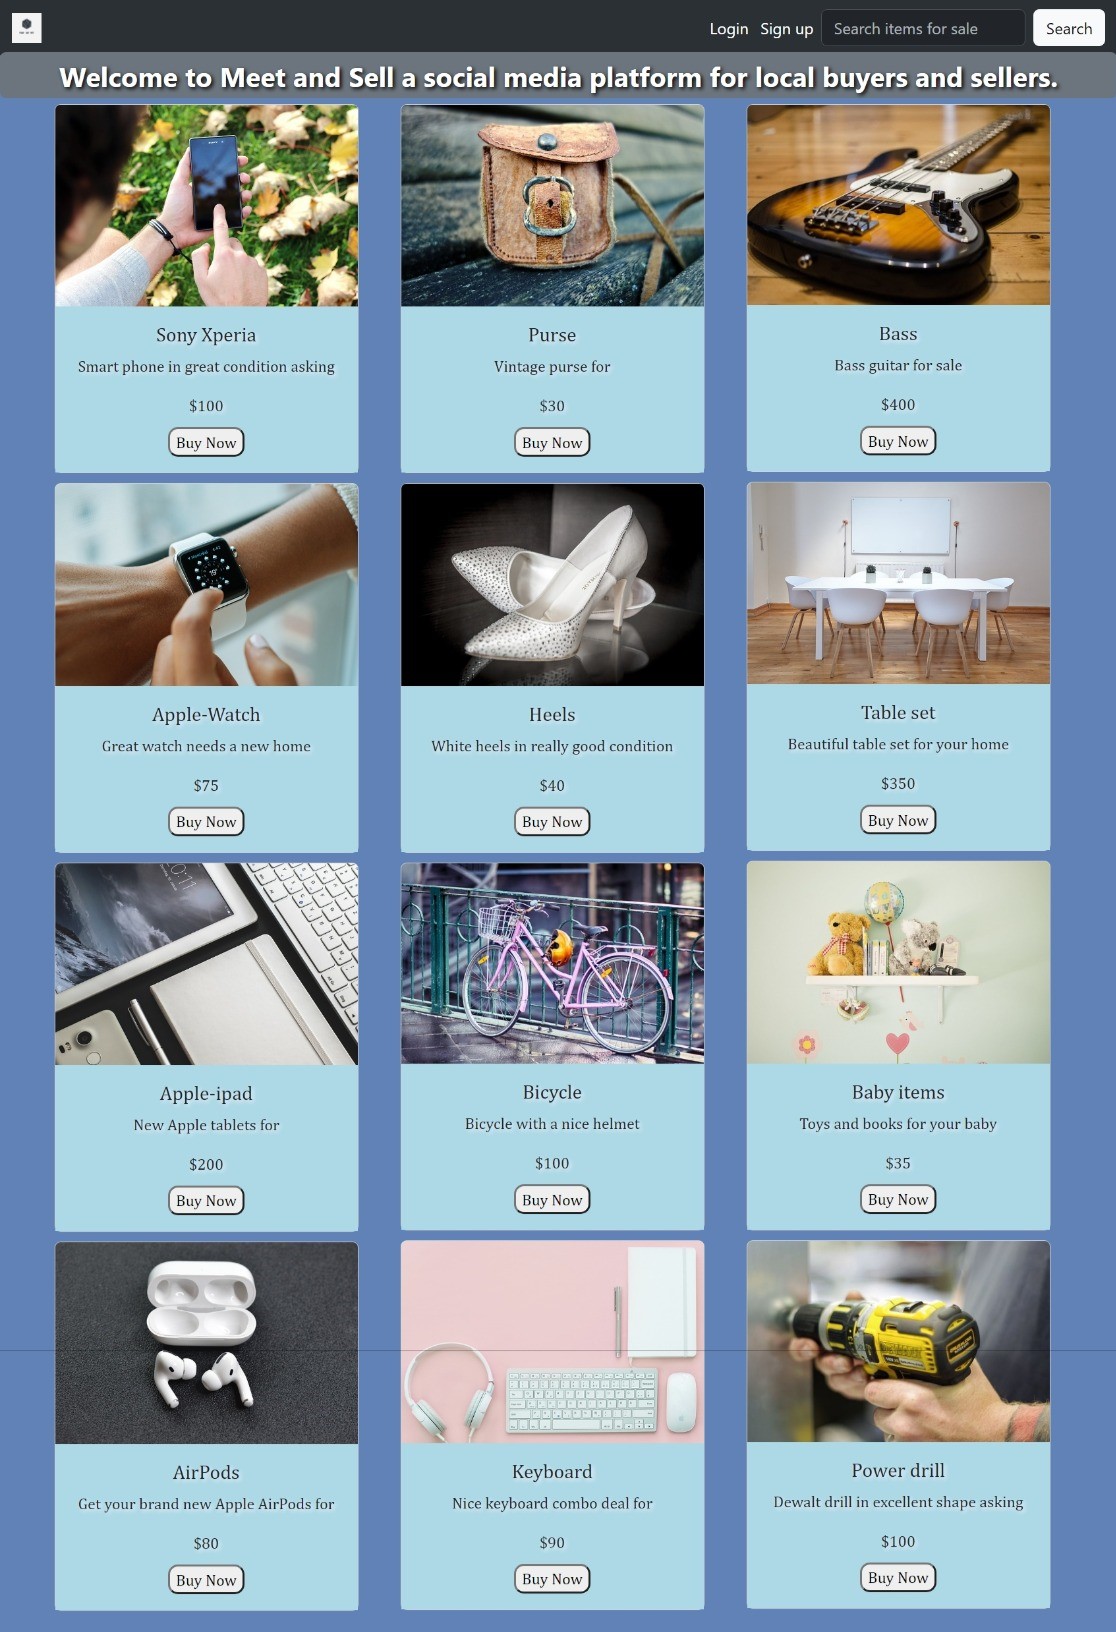 Login Sign up Search items for sale Search
Welcome to Meet and Sell a social media platform for local buyers and sellers.
Sony Xperia
Smart phone in great condition asking
$100
Buy Now
Purse
Vintage purse for
$30
Buy Now
Bass
Bass guitar for sale
$400
Buy Now
Apple-Watch
Great watch needs a new home
$75
Buy Now
Heels
White heels in really good condition
$40
Buy Now
Table set
Beautiful table set for your home
$350
Buy Now
Apple-ipad
New Apple tablets for
$200
Buy Now
Bicycle
Bicycle with a nice helmet
$100
Buy Now
Baby items
Toys and books for your baby
$35
Buy Now
AirPods
Get your brand new Apple AirPods for
$80
Buy Now
Keyboard
Nice keyboard combo deal for
$90
Buy Now
Power drill
Dewalt drill in excellent shape asking
$100
Buy Now